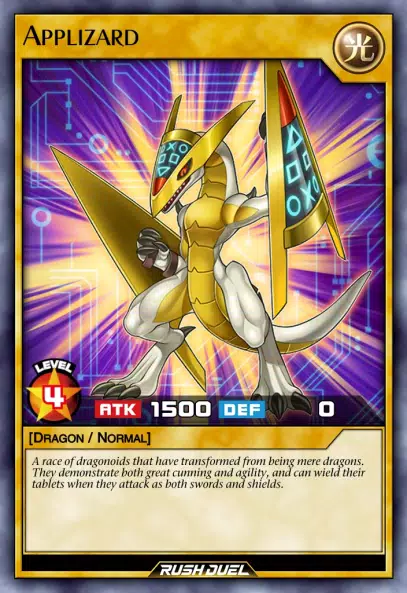 Applizard
光
LEVEL
4
ATK 1500 DEF 0
[Dragon / Normal]
A race of dragonoids that have transformed from being mere dragons.
They demonstrate both great cunning and agility, and can wield their
tablets when they attack as both swords and shields.
RUSH DUEL